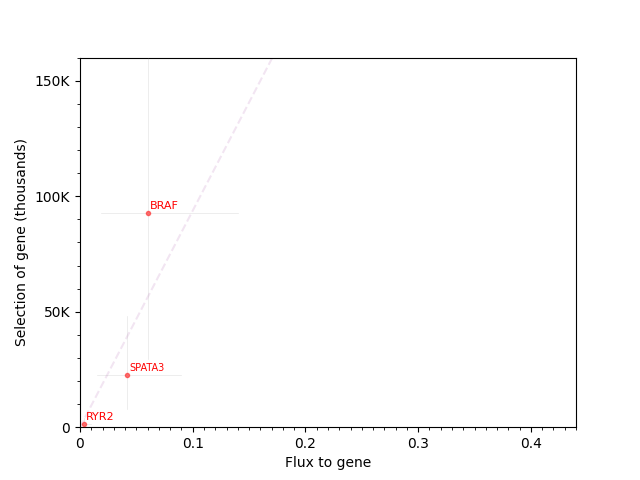 150K
100K
50K
0
Selection of gene (thousands)
BRAF
SPATA3
RYR2
0
0.1
0.2
0.3
0.4
Flux to gene